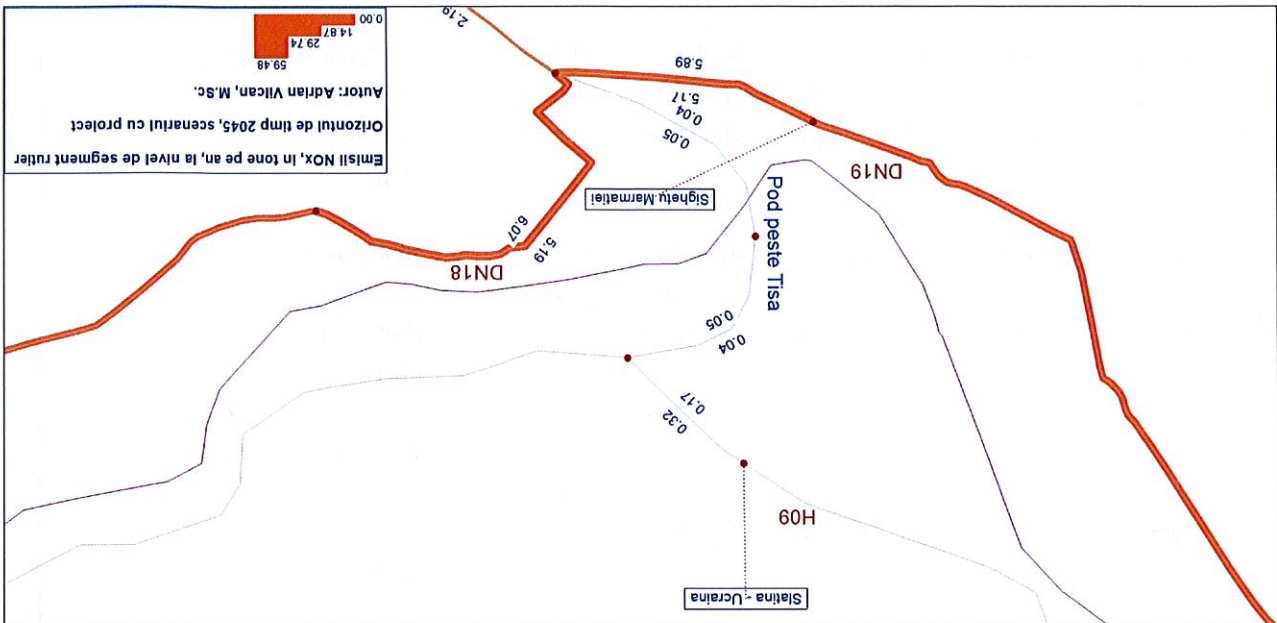 Slatina - Ucraina
H09
0.32
0.17
0.04
0.05
Pod peste Tisa
DN18
5.19
6.07
Sighetu Marmatiei
DN19
0.05
0.04
5.17
5.89
2.19
Emisii NOx, in tone pe an, la nivel de segment rutier
Orizontul de timp 2045, scenariul cu proiect
Autor: Adrian Vilcan, M.Sc.
59.48
29.74
14.87
0.00